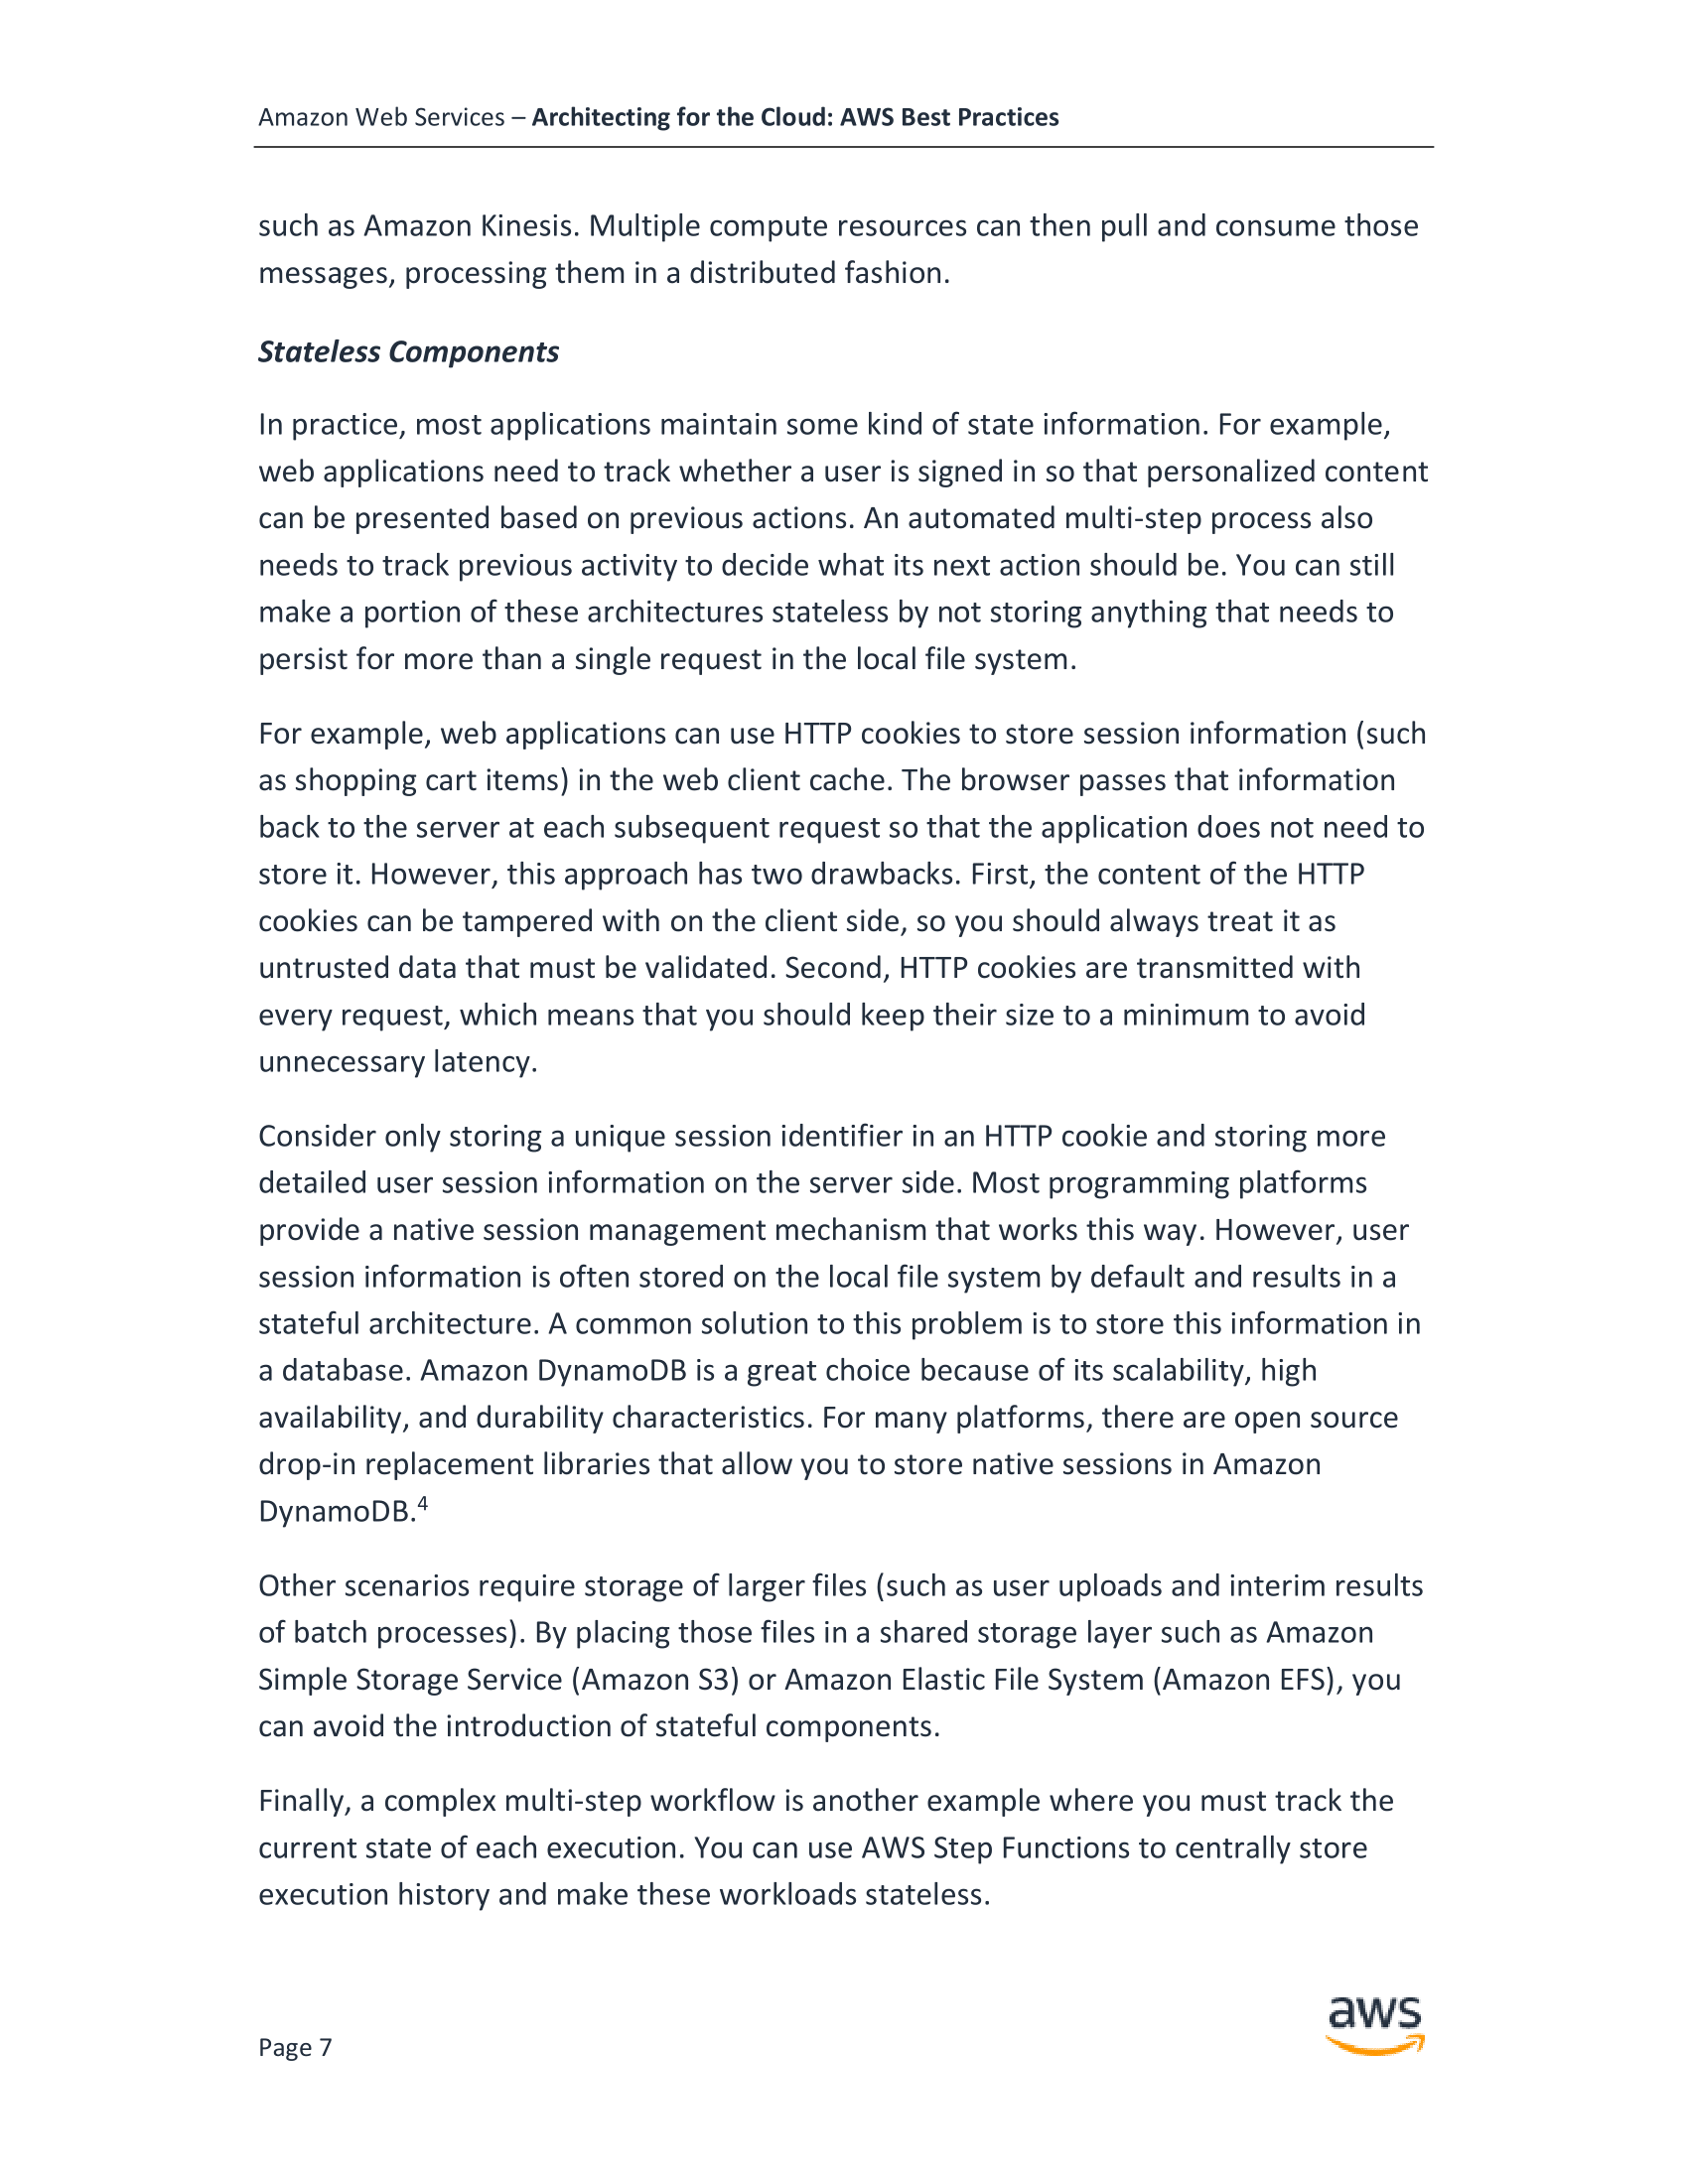 Amazon Web Services – Architecting for the Cloud: AWS Best Practices
such as Amazon Kinesis. Multiple compute resources can then pull and consume those
messages, processing them in a distributed fashion.
Stateless Components
In practice, most applications maintain some kind of state information. For example,
web applications need to track whether a user is signed in so that personalized content
can be presented based on previous actions. An automated multi-step process also
needs to track previous activity to decide what its next action should be. You can still
make a portion of these architectures stateless by not storing anything that needs to
persist for more than a single request in the local file system.
For example, web applications can use HTTP cookies to store session information (such
as shopping cart items) in the web client cache. The browser passes that information
back to the server at each subsequent request so that the application does not need to
store it. However, this approach has two drawbacks. First, the content of the HTTP
cookies can be tampered with on the client side, so you should always treat it as
untrusted data that must be validated. Second, HTTP cookies are transmitted with
every request, which means that you should keep their size to a minimum to avoid
unnecessary latency.
Consider only storing a unique session identifier in an HTTP cookie and storing more
detailed user session information on the server side. Most programming platforms
provide a native session management mechanism that works this way. However, user
session information is often stored on the local file system by default and results in a
stateful architecture. A common solution to this problem is to store this information in
a database. Amazon DynamoDB is a great choice because of its scalability, high
availability, and durability characteristics. For many platforms, there are open source
drop-in replacement libraries that allow you to store native sessions in Amazon
DynamoDB.4
Other scenarios require storage of larger files (such as user uploads and interim results
of batch processes). By placing those files in a shared storage layer such as Amazon
Simple Storage Service (Amazon S3) or Amazon Elastic File System (Amazon EFS), you
can avoid the introduction of stateful components.
Finally, a complex multi-step workflow is another example where you must track the
current state of each execution. You can use AWS Step Functions to centrally store
execution history and make these workloads stateless.
aws
Page 7